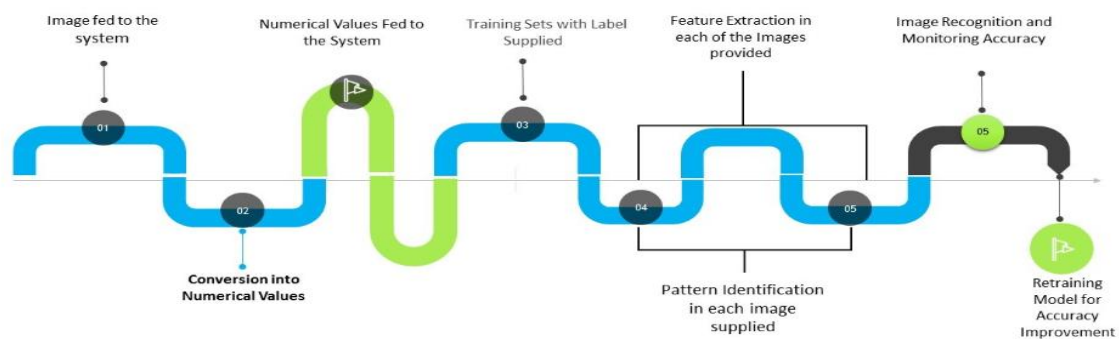 Image fed to the
system
Numerical Values Fed to
the System
Training Sets with Label
Supplied
Feature Extraction in
each of the Images
provided
Image Recognition and
Monitoring Accuracy
01
03
05
02
04
05
Conversion into
Numerical Values
Pattern Identification
in each image
supplied
Retraining
Model for
Accuracy
Improvement